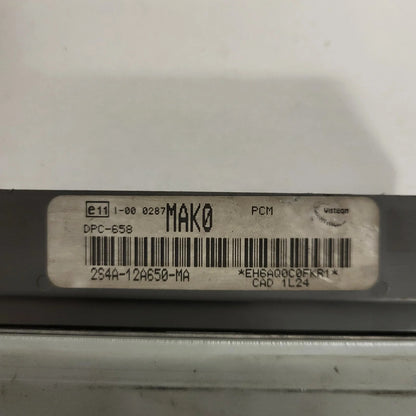 e11 I-00 0287 MAK0 PCM Visteon
DPC-658
2S4A-12A650-MA *EH6AQ0C0FKR1*
CAD 1L24